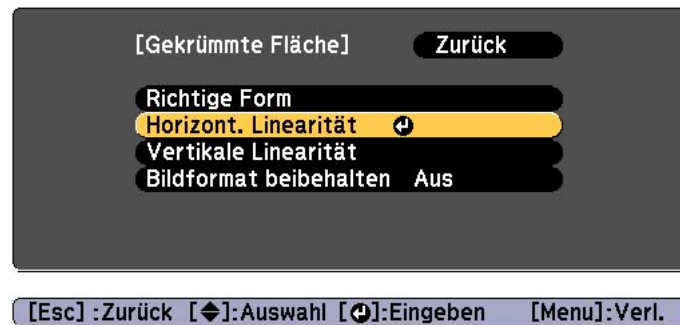 [Gekrümmte Fläche] Zurück
Richtige Form
Horizont. Linearität
Vertikale Linearität
Bildformat beibehalten Aus
[Esc] :Zurück [◆]:Auswahl [⏎]:Eingeben [Menu]:Verl.